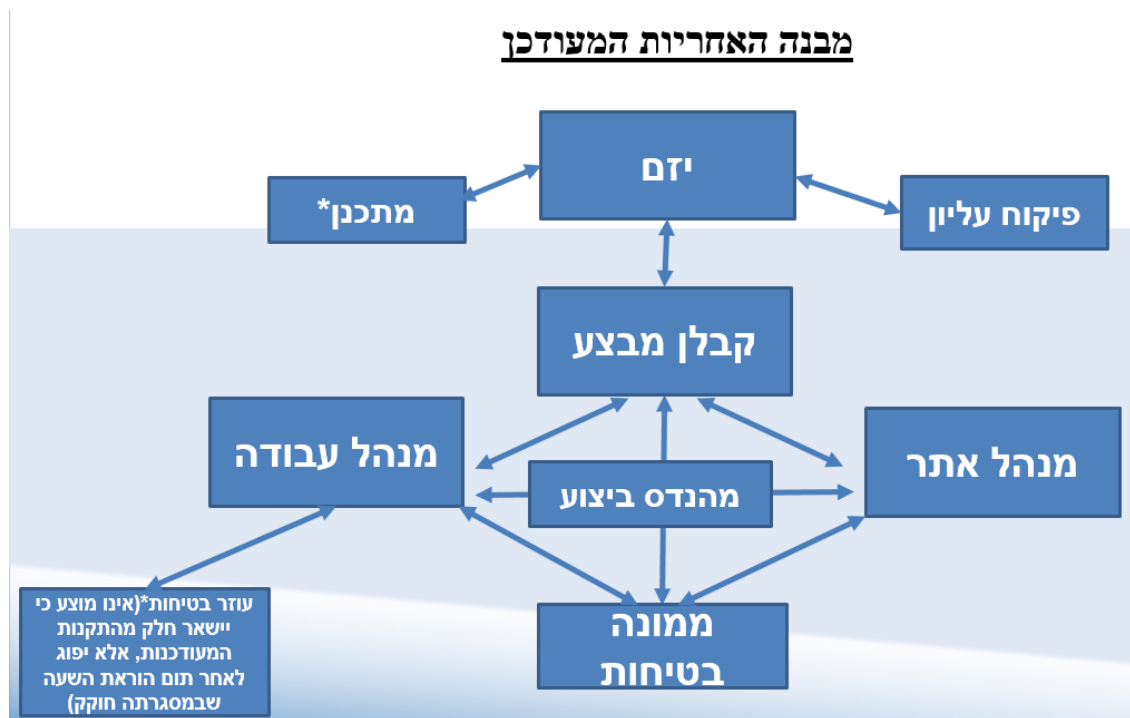 מבנה האחריות המעודכן
יזם
מתכנן*
פיקוח עליון
קבלן מבצע
מנהל עבודה
מנהל אתר
מהנדס ביצוע
עוזר בטיחות*(אינו מוצע כי
יישאר חלק מהתקנות
המעודכנות, אלא יפוג
לאחר תום הוראת השעה
שבמסגרתה חוקק)
ממונה
בטיחות